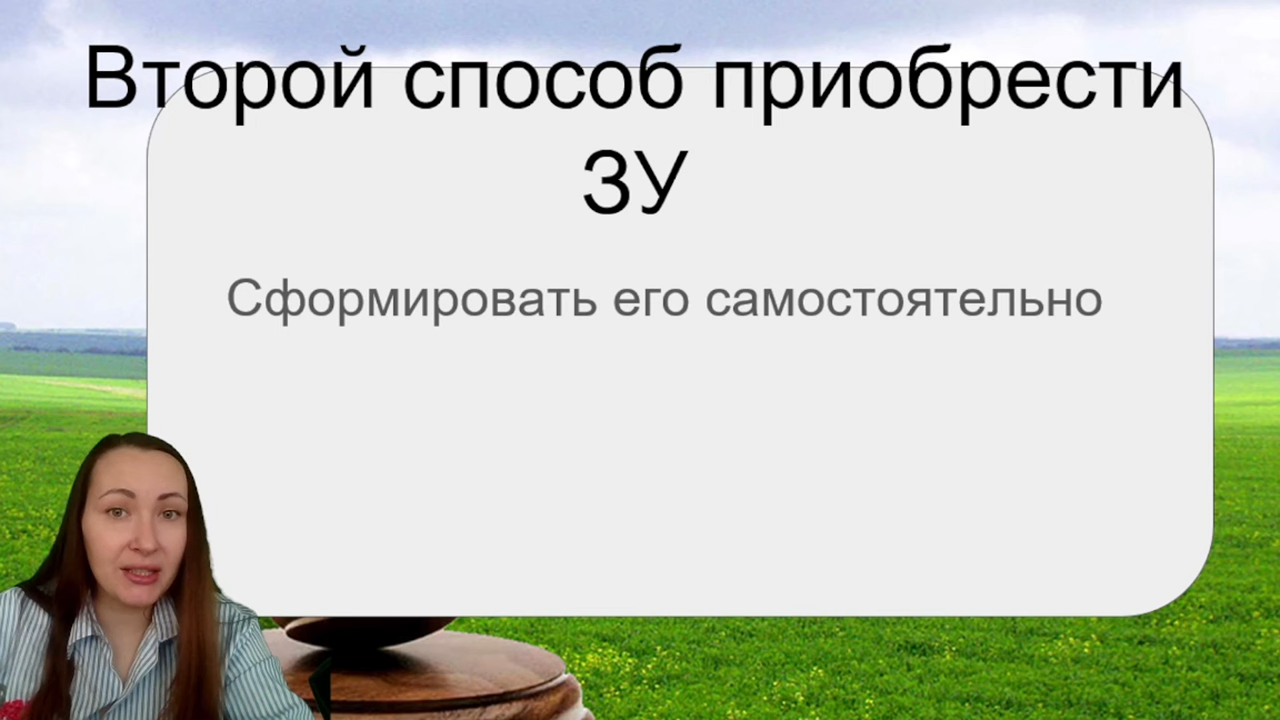 Второй способ приобрести
ЗУ
Сформировать его самостоятельно